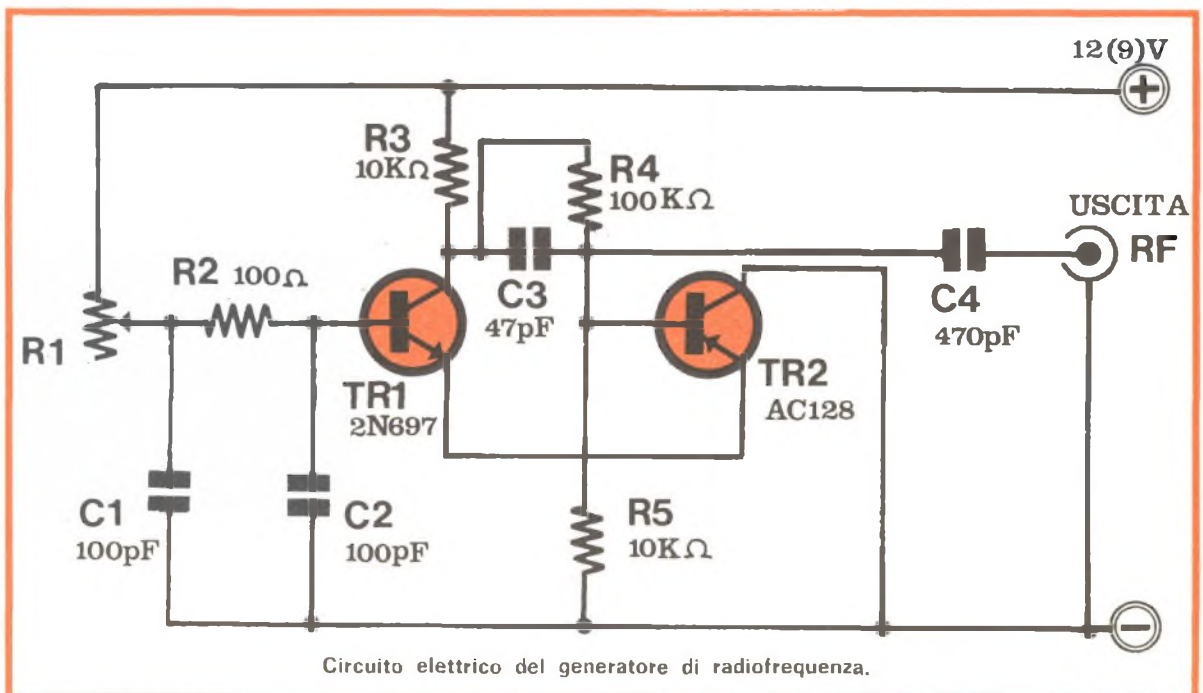 12(9)V
+
R3
10KΩ
R4
100KΩ
USCITA
RF
R2 100Ω
C3
47pF
C4
470pF
R1
TR1
2N697
TR2
AC128
C1
100pF
C2
100pF
R5
10KΩ
−
Circuito elettrico del generatore di radiofrequenza.